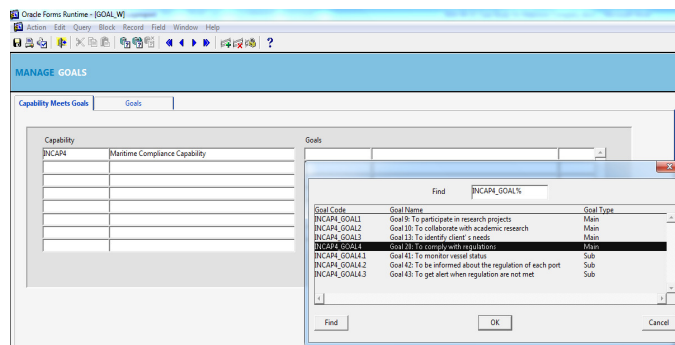 Oracle Forms Runtime - [GOAL_W]
Action Edit Query Block Record Field Window Help
MANAGE GOALS
Capability Meets Goals Goals
Capability Goals
INCAP4 Maritime Compliance Capability
Find INCAP4_GOAL%
Goal Code Goal Name Goal Type
INCAP4_GOAL1 Goal 9: To participate in research projects Main
INCAP4_GOAL2 Goal 10: To collaborate with academic research Main
INCAP4_GOAL3 Goal 13: To identify client' s needs Main
INCAP4_GOAL4 Goal 20: To comply with regulations Main
INCAP4_GOAL4.1 Goal 41: To monitor vessel status Sub
INCAP4_GOAL4.2 Goal 42: To be informed about the regulation of each port Sub
INCAP4_GOAL4.3 Goal 43: To get alert when regulation are not met Sub
Find OK Cancel